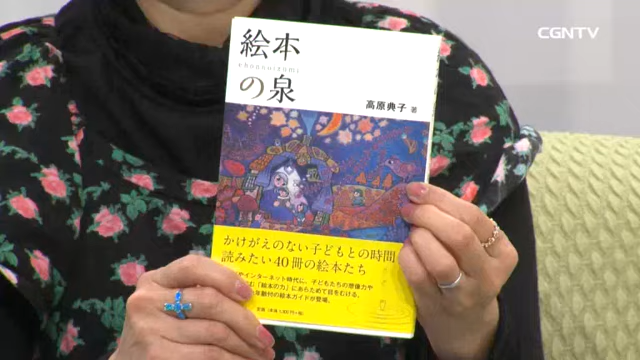 CGNTV
絵本
ehonnoizumi
の泉
高原典子 著
かけがえのない子どもとの時間
読みたい40冊の絵本たち
インターネット時代に、子どもたちの想像力や
「絵本の力」にあらためて目をむける。
年齢付の絵本ガイドが登場。